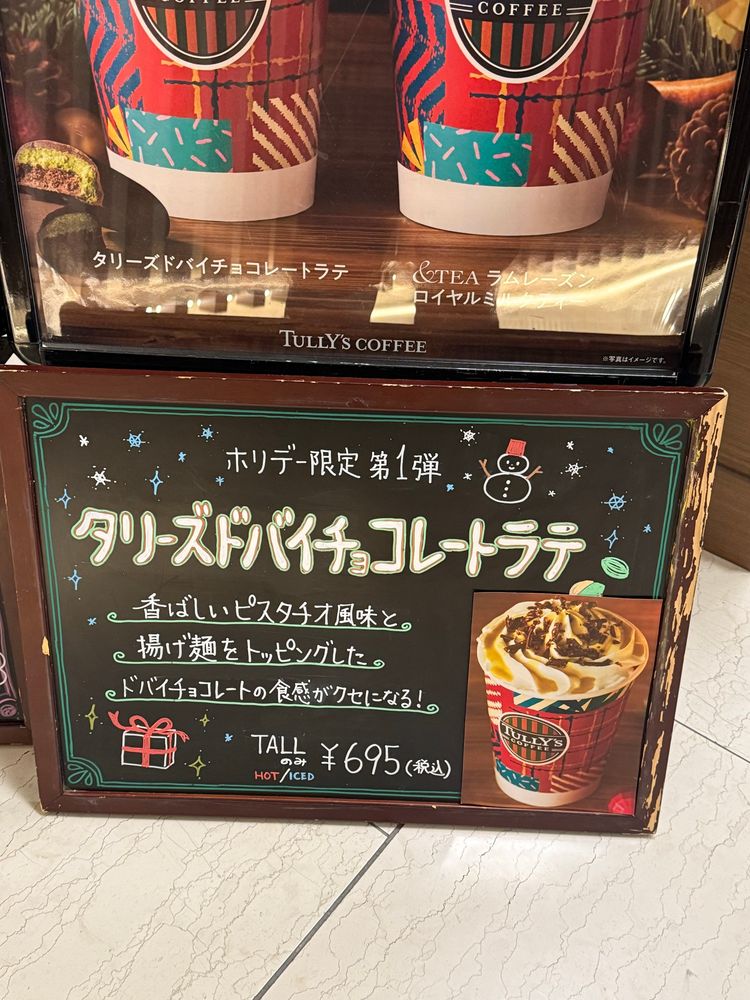 COFFEE
COFFEE
タリーズドバイチョコレートラテ
&TEA ラムレーズン
ロイヤルミルクティー
TULLY'S COFFEE
※写真はイメージです。
ホリデー限定 第1弾
タリーズドバイチョコレートラテ
香ばしいピスタチオ風味と
揚げ麺をトッピングした
ドバイチョコレートの食感がクセになる!
TALL
のみ
HOT/ICED
¥695(税込)
TULLY'S
COFFEE